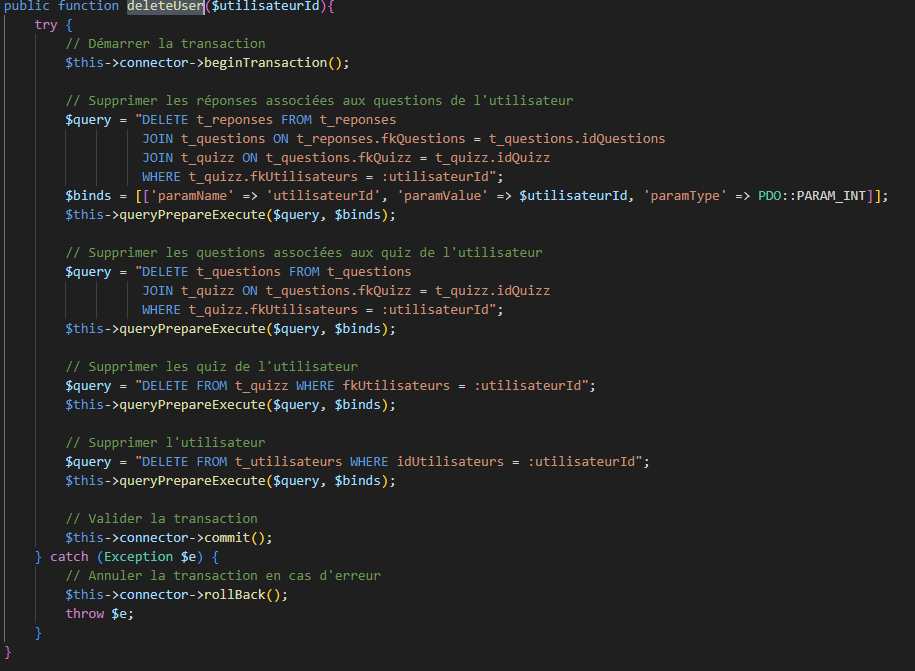 public function deleteUser($utilisateurId){
    try {
        // Démarrer la transaction
        $this->connector->beginTransaction();

        // Supprimer les réponses associées aux questions de l'utilisateur
        $query = "DELETE t_reponses FROM t_reponses
                  JOIN t_questions ON t_reponses.fkQuestions = t_questions.idQuestions
                  JOIN t_quizz ON t_questions.fkQuizz = t_quizz.idQuizz
                  WHERE t_quizz.fkUtilisateurs = :utilisateurId";
        $binds = [['paramName' => 'utilisateurId', 'paramValue' => $utilisateurId, 'paramType' => PDO::PARAM_INT]];
        $this->queryPrepareExecute($query, $binds);

        // Supprimer les questions associées aux quiz de l'utilisateur
        $query = "DELETE t_questions FROM t_questions
                  JOIN t_quizz ON t_questions.fkQuizz = t_quizz.idQuizz
                  WHERE t_quizz.fkUtilisateurs = :utilisateurId";
        $this->queryPrepareExecute($query, $binds);

        // Supprimer les quiz de l'utilisateur
        $query = "DELETE FROM t_quizz WHERE fkUtilisateurs = :utilisateurId";
        $this->queryPrepareExecute($query, $binds);

        // Supprimer l'utilisateur
        $query = "DELETE FROM t_utilisateurs WHERE idUtilisateurs = :utilisateurId";
        $this->queryPrepareExecute($query, $binds);

        // Valider la transaction
        $this->connector->commit();
    } catch (Exception $e) {
        // Annuler la transaction en cas d'erreur
        $this->connector->rollBack();
        throw $e;
    }
}